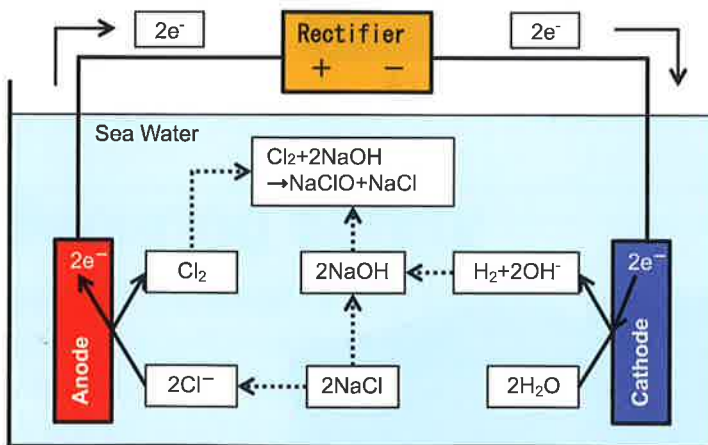 2e⁻
Rectifier
2e⁻
+ −
Sea Water
Cl₂+2NaOH
→NaClO+NaCl
2e⁻
Cl₂
2NaOH
H₂+2OH⁻
2e⁻
Anode
2Cl⁻
2NaCl
2H₂O
Cathode